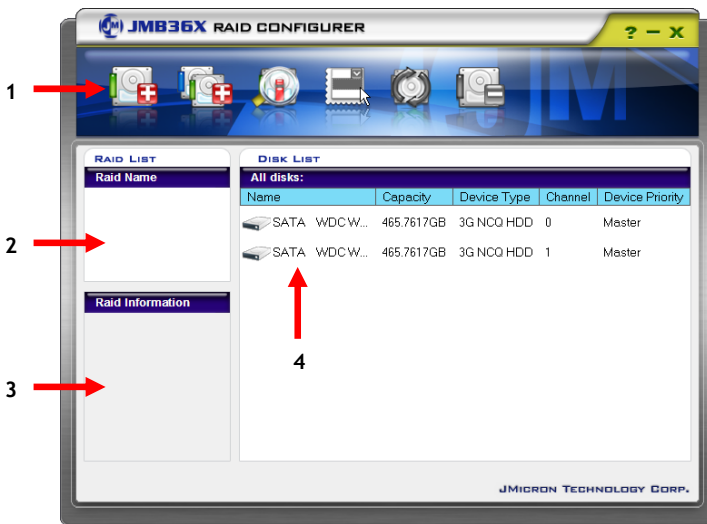 JM JMB36X RAID CONFIGURER
? – X
1
RAID LIST
Raid Name
2
Raid Information
3
DISK LIST
All disks:
Name Capacity Device Type Channel Device Priority
SATA WDC W... 465.7617GB 3G NCQ HDD 0 Master
SATA WDC W... 465.7617GB 3G NCQ HDD 1 Master
4
JMICRON TECHNOLOGY CORP.